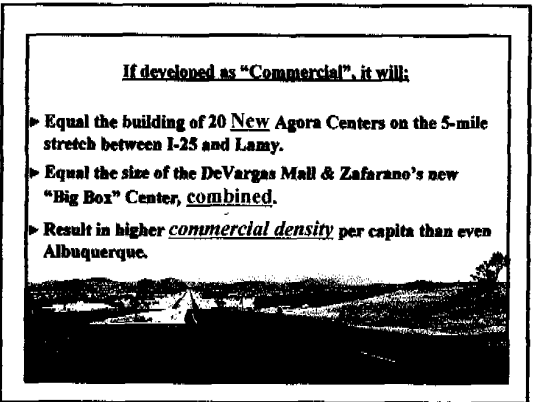 If developed as “Commercial”, it will:
▶ Equal the building of 20 New Agora Centers on the 5-mile
stretch between I-25 and Lamy.
▶ Equal the size of the DeVargas Mall & Zafarano’s new
“Big Box” Center, combined.
▶ Result in higher commercial density per capita than even
Albuquerque.